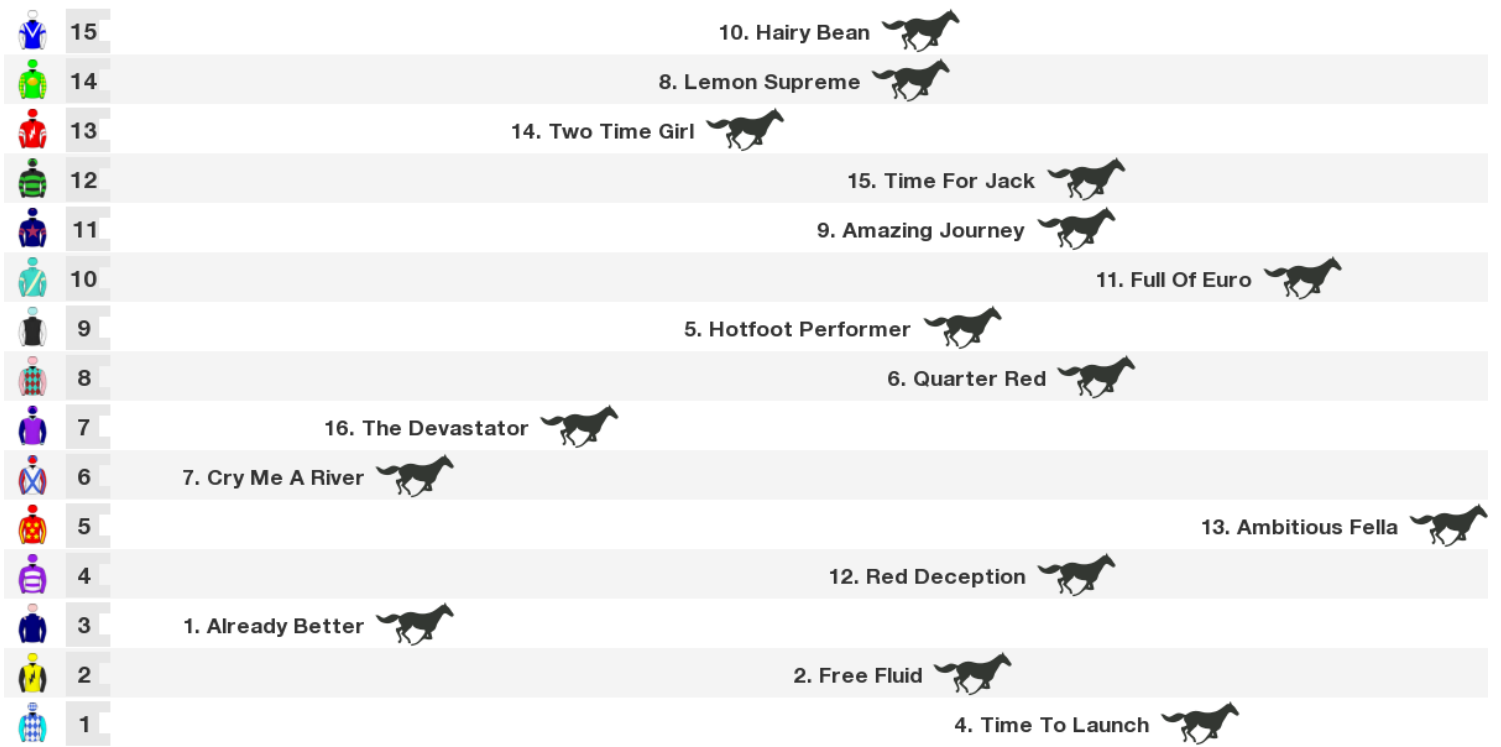 15 10. Hairy Bean
14 8. Lemon Supreme
13 14. Two Time Girl
12 15. Time For Jack
11 9. Amazing Journey
10 11. Full Of Euro
9 5. Hotfoot Performer
8 6. Quarter Red
7 16. The Devastator
6 7. Cry Me A River
5 13. Ambitious Fella
4 12. Red Deception
3 1. Already Better
2 2. Free Fluid
1 4. Time To Launch